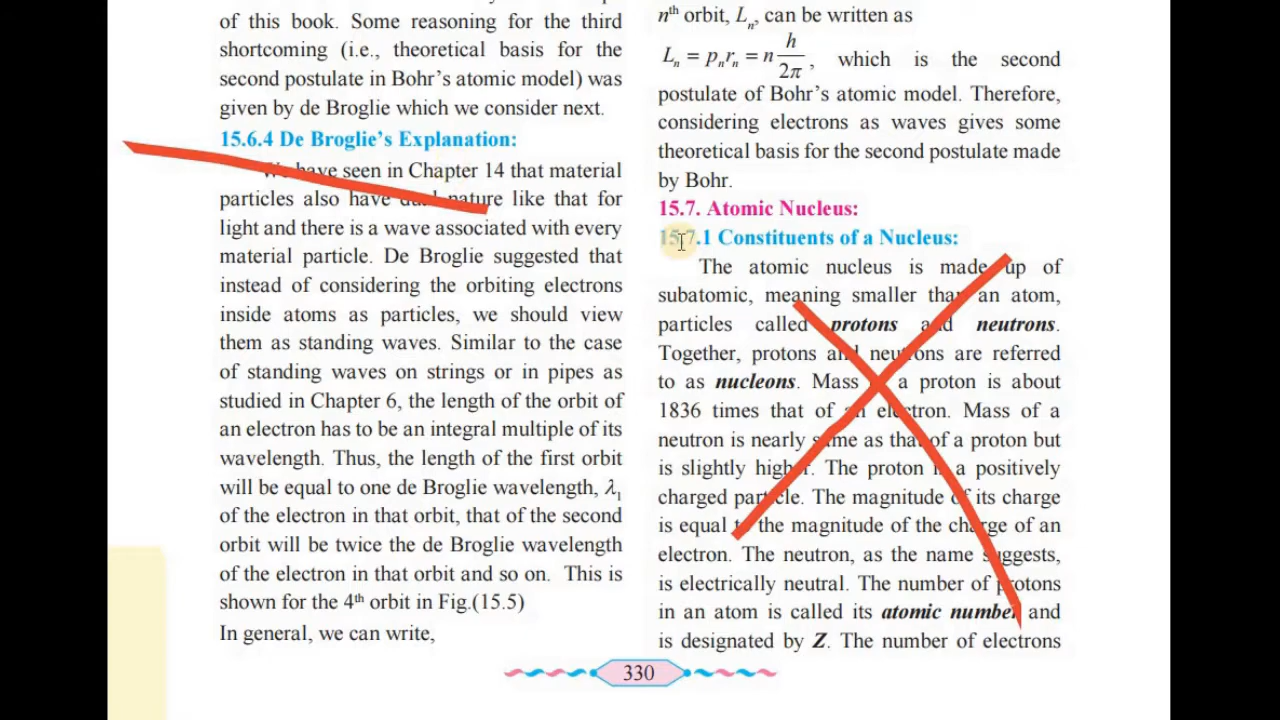 of this book. Some reasoning for the third
shortcoming (i.e., theoretical basis for the
second postulate in Bohr's atomic model) was
given by de Broglie which we consider next.
15.6.4 De Broglie's Explanation:
We have seen in Chapter 14 that material
particles also have dual nature like that for
light and there is a wave associated with every
material particle. De Broglie suggested that
instead of considering the orbiting electrons
inside atoms as particles, we should view
them as standing waves. Similar to the case
of standing waves on strings or in pipes as
studied in Chapter 6, the length of the orbit of
an electron has to be an integral multiple of its
wavelength. Thus, the length of the first orbit
will be equal to one de Broglie wavelength, λ₁
of the electron in that orbit, that of the second
orbit will be twice the de Broglie wavelength
of the electron in that orbit and so on. This is
shown for the 4th orbit in Fig.(15.5)
In general, we can write,
nth orbit, Lₙ, can be written as
Lₙ = pₙrₙ = n h/2π, which is the second
postulate of Bohr's atomic model. Therefore,
considering electrons as waves gives some
theoretical basis for the second postulate made
by Bohr.
15.7. Atomic Nucleus:
15.7.1 Constituents of a Nucleus:
The atomic nucleus is made up of
subatomic, meaning smaller than an atom,
particles called protons and neutrons.
Together, protons and neutrons are referred
to as nucleons. Mass of a proton is about
1836 times that of an electron. Mass of a
neutron is nearly same as that of a proton but
is slightly higher. The proton is a positively
charged particle. The magnitude of its charge
is equal to the magnitude of the charge of an
electron. The neutron, as the name suggests,
is electrically neutral. The number of protons
in an atom is called its atomic number and
is designated by Z. The number of electrons
330